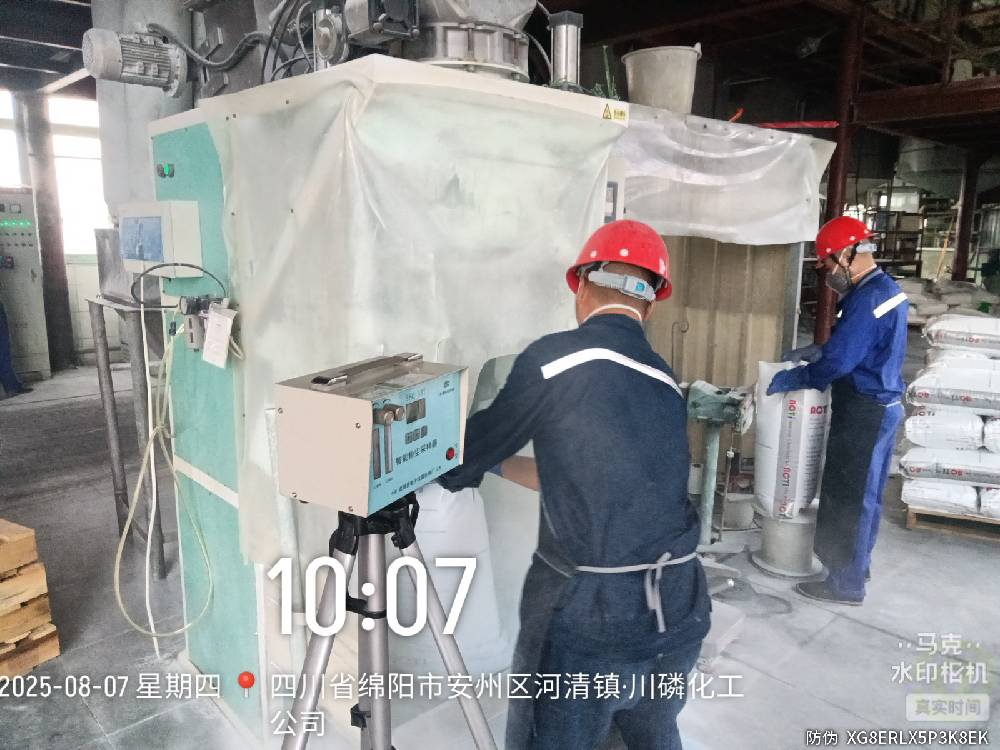 智能粉尘采样器
AOTI
AOTI
10:07
2025-08-07 星期四 📍 四川省绵阳市安州区河清镇·川磷化工
公司
马克
水印相机
真实时间
防伪 XG8ERLX5P3K8EK